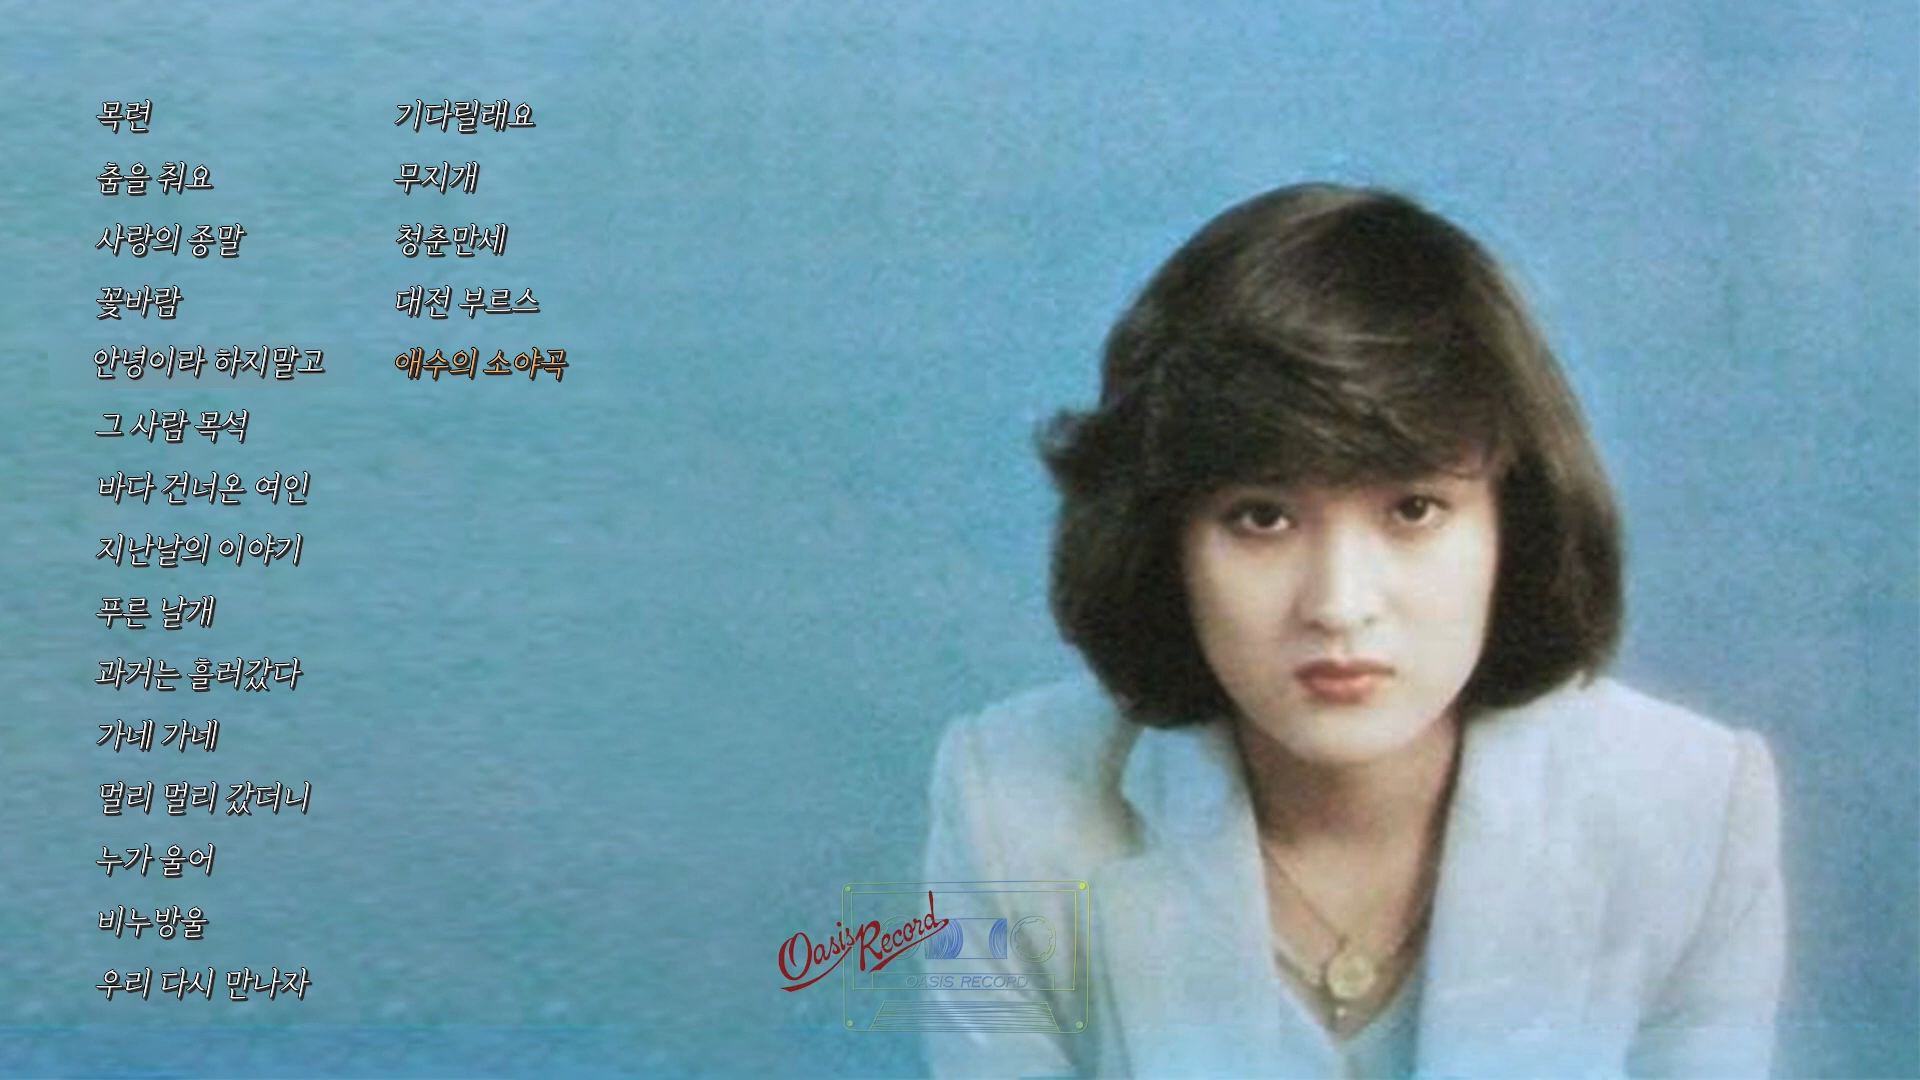 목련
춤을 춰요
사랑의 종말
꽃바람
안녕이라 하지말고
그 사람 목석
바다 건너온 여인
지난날의 이야기
푸른 날개
과거는 흘러갔다
가네 가네
멀리 멀리 갔더니
누가 울어
비누방울
우리 다시 만나자
기다릴래요
무지개
청춘만세
대전 부르스
애수의 소야곡
Oasis Record
OASIS RECORD